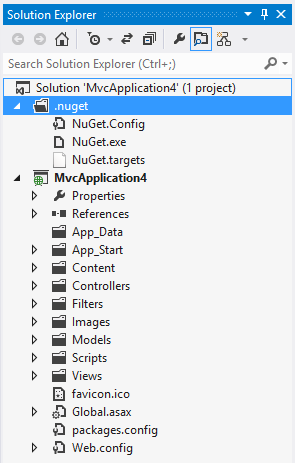 Solution Explorer
Search Solution Explorer (Ctrl+;)
Solution 'MvcApplication4' (1 project)
.nuget
NuGet.Config
NuGet.exe
NuGet.targets
MvcApplication4
Properties
References
App_Data
App_Start
Content
Controllers
Filters
Images
Models
Scripts
Views
favicon.ico
Global.asax
packages.config
Web.config